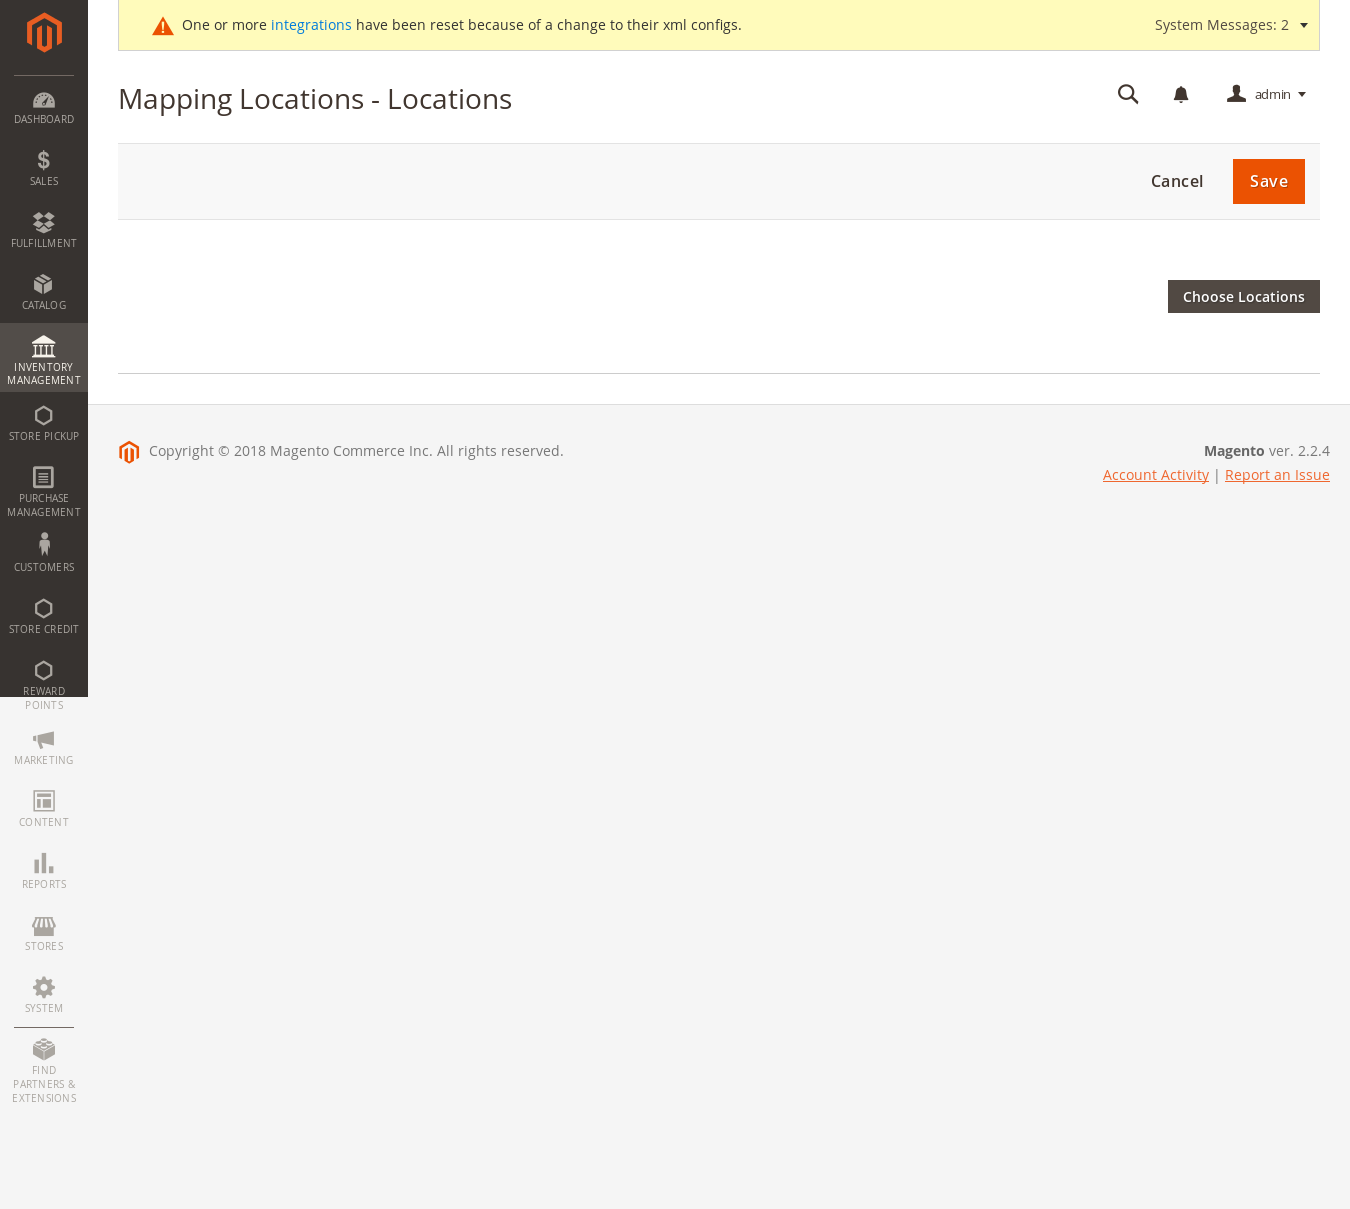 One or more integrations have been reset because of a change to their xml configs.
System Messages: 2
Mapping Locations - Locations
admin
Cancel
Save
Choose Locations
DASHBOARD
SALES
FULFILLMENT
CATALOG
INVENTORY
MANAGEMENT
STORE PICKUP
PURCHASE
MANAGEMENT
CUSTOMERS
STORE CREDIT
REWARD
POINTS
MARKETING
CONTENT
REPORTS
STORES
SYSTEM
FIND
PARTNERS &
EXTENSIONS
Copyright © 2018 Magento Commerce Inc. All rights reserved.
Magento ver. 2.2.4
Account Activity | Report an Issue